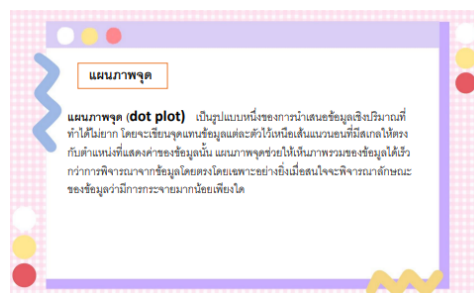 แผนภาพจุด
แผนภาพจุด (dot plot) เป็นรูปแบบหนึ่งของการนำเสนอข้อมูลเชิงปริมาณที่
ทำได้ไม่ยาก โดยจะเขียนจุดแทนข้อมูลแต่ละตัวไว้เหนือเส้นแนวนอนที่มีสเกลให้ตรง
กับตำแหน่งที่แสดงค่าของข้อมูลนั้น แผนภาพจุดช่วยให้เห็นภาพรวมของข้อมูลได้เร็ว
กว่าการพิจารณาจากข้อมูลโดยตรงโดยเฉพาะอย่างยิ่งเมื่อสนใจจะพิจารณาลักษณะ
ของข้อมูลว่ามีการกระจายมากน้อยเพียงใด